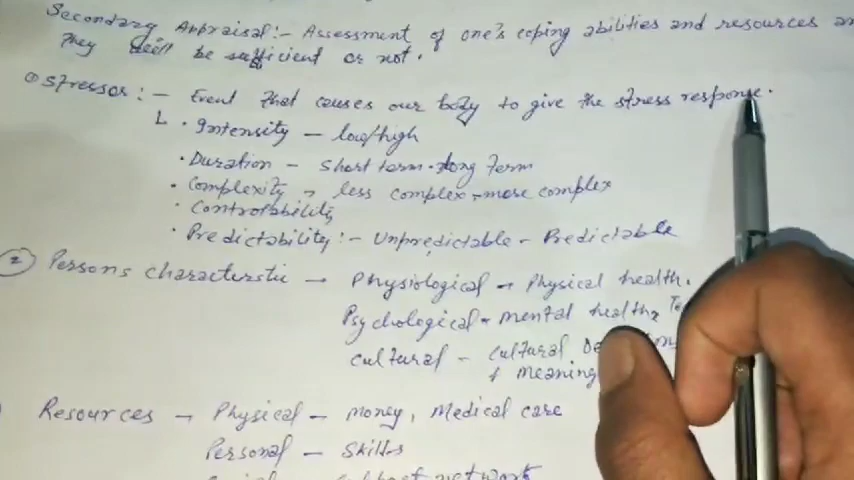 Secondary Appraisal:- Assessment of one's coping abilities and resources
They will be sufficient or not.
① Stressor:- Event that causes our body to give the stress response.
L • Intensity - low/high
• Duration - short term - long Term
• Complexity → less complex - more complex
• Controlability
• Predictability:- Unpredictable - Predictable
② Persons characterstic → Physiological → Physical health.
Psychological - mental health,
Cultural - Cultural
& meaning
Resources → Physical - money, Medical care
Personal - Skills
network